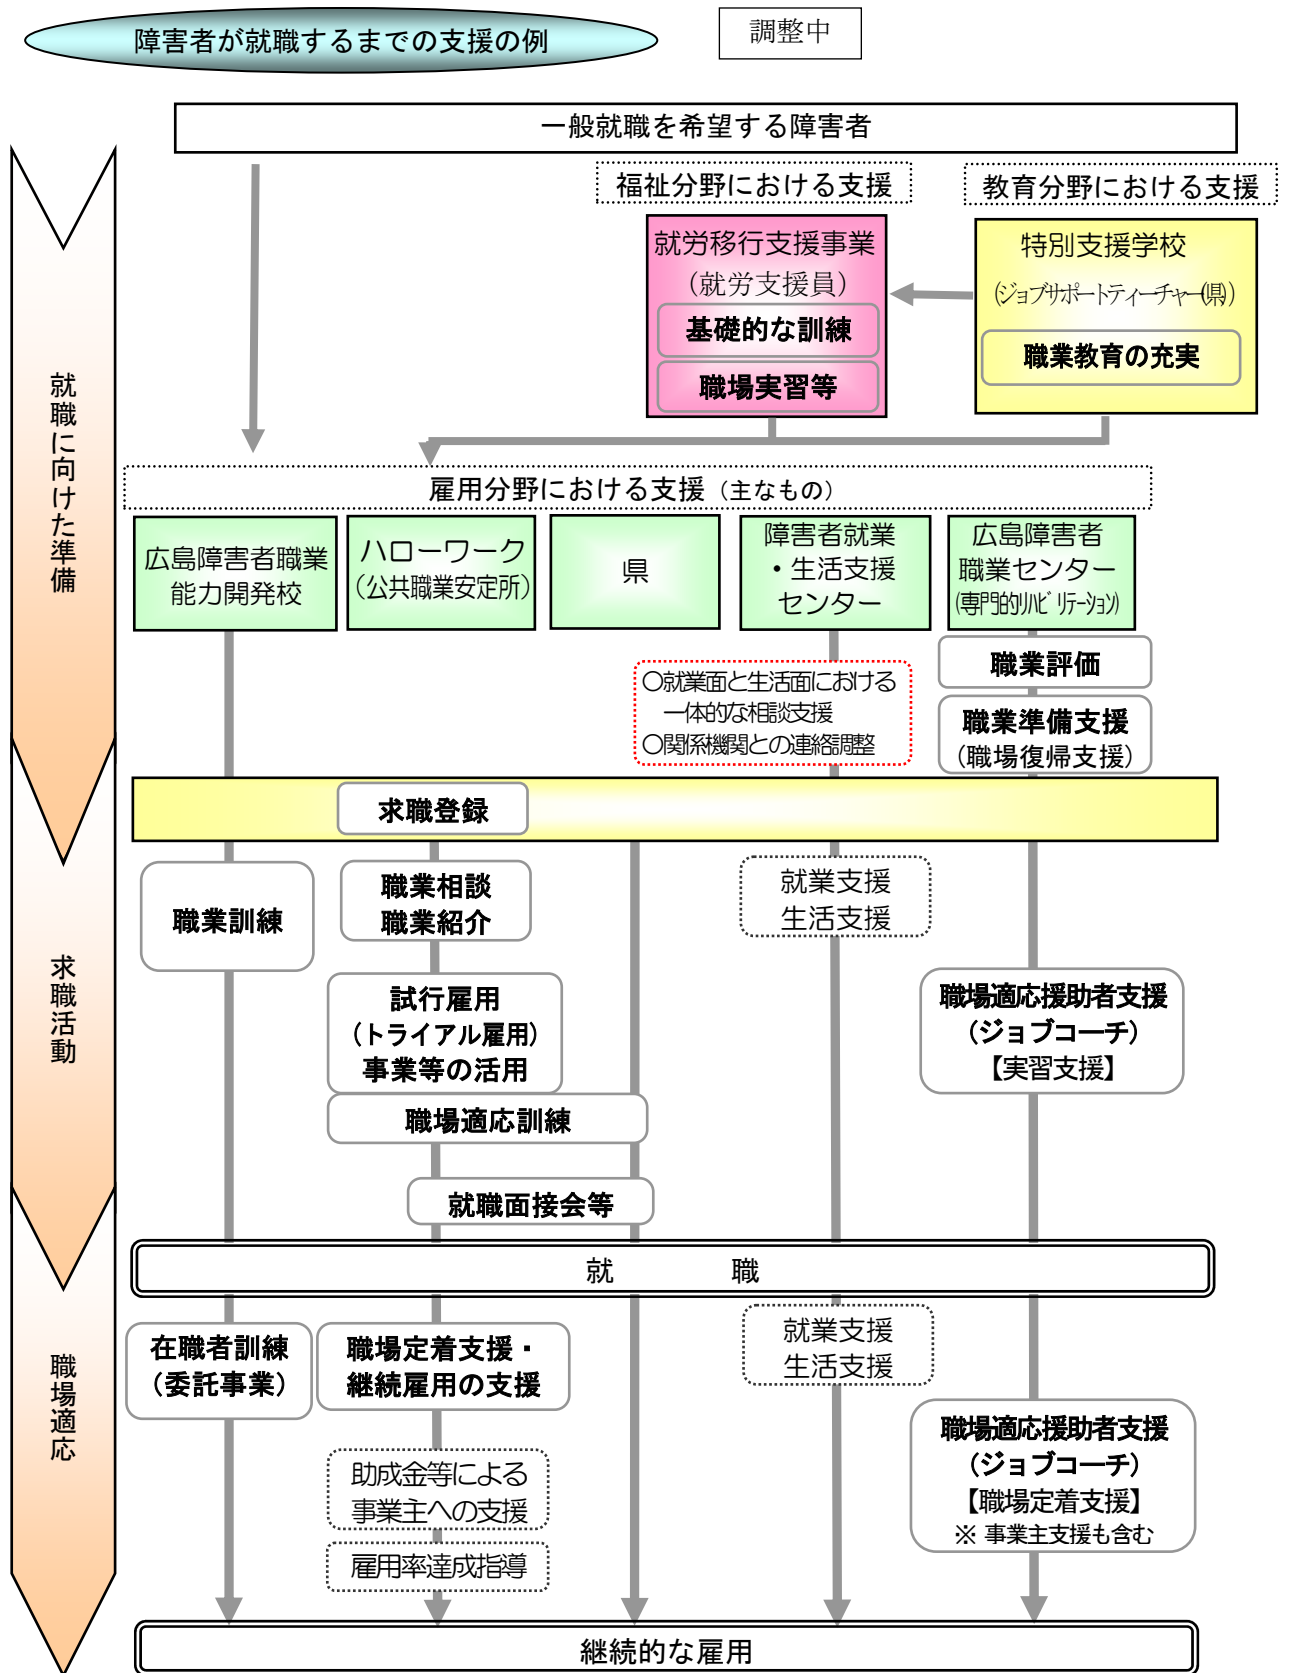 障害者が就職するまでの支援の例
調整中
一般就職を希望する障害者
福祉分野における支援
教育分野における支援
就労移行支援事業
（就労支援員）
基礎的な訓練
職場実習等
特別支援学校
（ジョブサポートティーチャー（県））
職業教育の充実
就職に向けた準備
雇用分野における支援（主なもの）
広島障害者職業
能力開発校
ハローワーク
（公共職業安定所）
県
障害者就業
・生活支援
センター
広島障害者
職業センター
（専門的リハビリテーション）
○就業面と生活面における
一体的な相談支援
○関係機関との連絡調整
職業評価
職業準備支援
（職場復帰支援）
求職登録
求職活動
職業訓練
職業相談
職業紹介
就業支援
生活支援
試行雇用
（トライアル雇用）
事業等の活用
職場適応援助者支援
（ジョブコーチ）
【実習支援】
職場適応訓練
就職面接会等
就　職
職場適応
在職者訓練
（委託事業）
職場定着支援・
継続雇用の支援
就業支援
生活支援
助成金等による
事業主への支援
雇用率達成指導
職場適応援助者支援
（ジョブコーチ）
【職場定着支援】
※ 事業主支援も含む
継続的な雇用